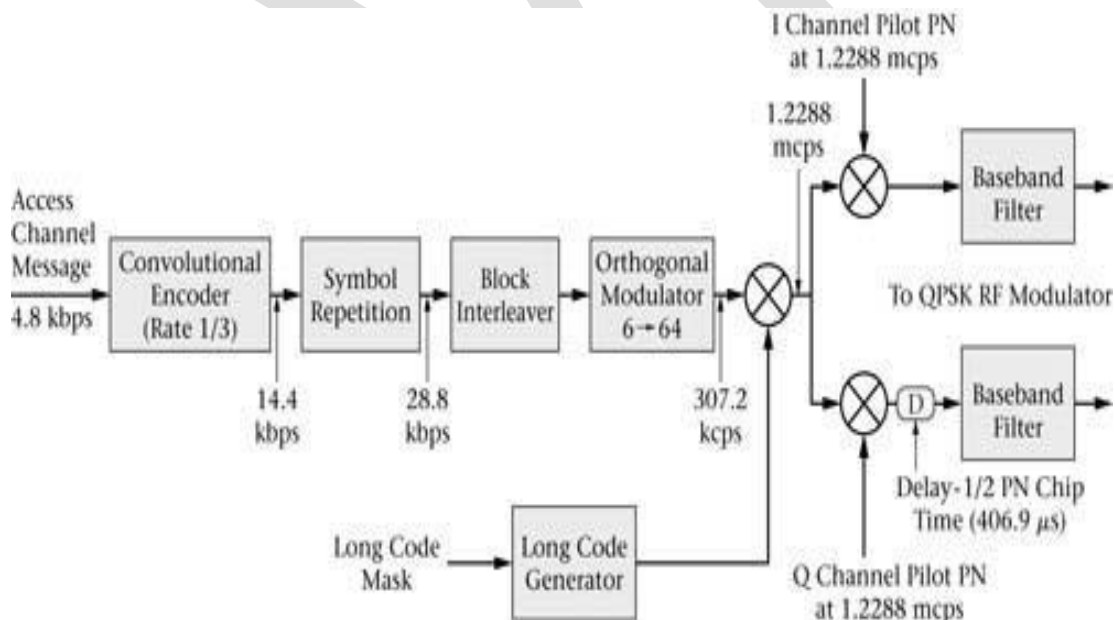 I Channel Pilot PN
at 1.2288 mcps
1.2288
mcps
Access
Channel
Message
4.8 kbps
Convolutional
Encoder
(Rate 1/3)
Symbol
Repetition
Block
Interleaver
Orthogonal
Modulator
6→64
Baseband
Filter
To QPSK RF Modulator
14.4
kbps
28.8
kbps
307.2
kcps
D
Baseband
Filter
Delay-1/2 PN Chip
Time (406.9 μs)
Long Code
Mask
Long Code
Generator
Q Channel Pilot PN
at 1.2288 mcps